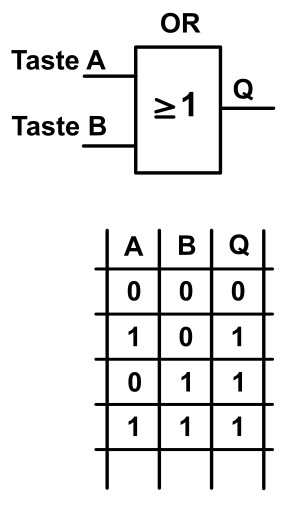 OR
Taste A
Q
≥1
Taste B
A B Q
0 0 0
1 0 1
0 1 1
1 1 1